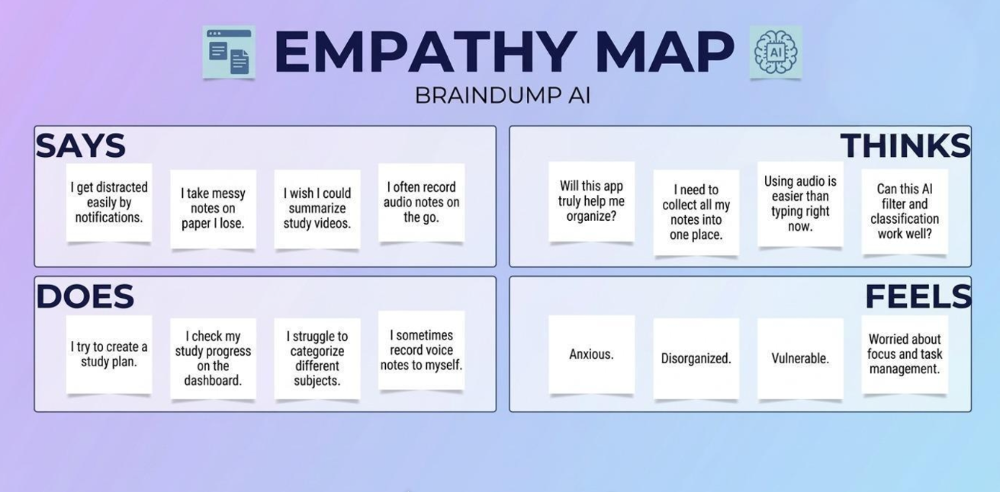 EMPATHY MAP
AI
BRAINDUMP AI
SAYS
I get distracted
easily by
notifications.
I take messy
notes on
paper I lose.
I wish I could
summarize
study videos.
I often record
audio notes on
the go.
THINKS
Will this app
truly help me
organize?
I need to
collect all my
notes into
one place.
Using audio is
easier than
typing right
now.
Can this AI
filter and
classification
work well?
DOES
I try to create a
study plan.
I check my
study progress
on the
dashboard.
I struggle to
categorize
different
subjects.
I sometimes
record voice
notes to myself.
FEELS
Anxious.
Disorganized.
Vulnerable.
Worried about
focus and task
management.